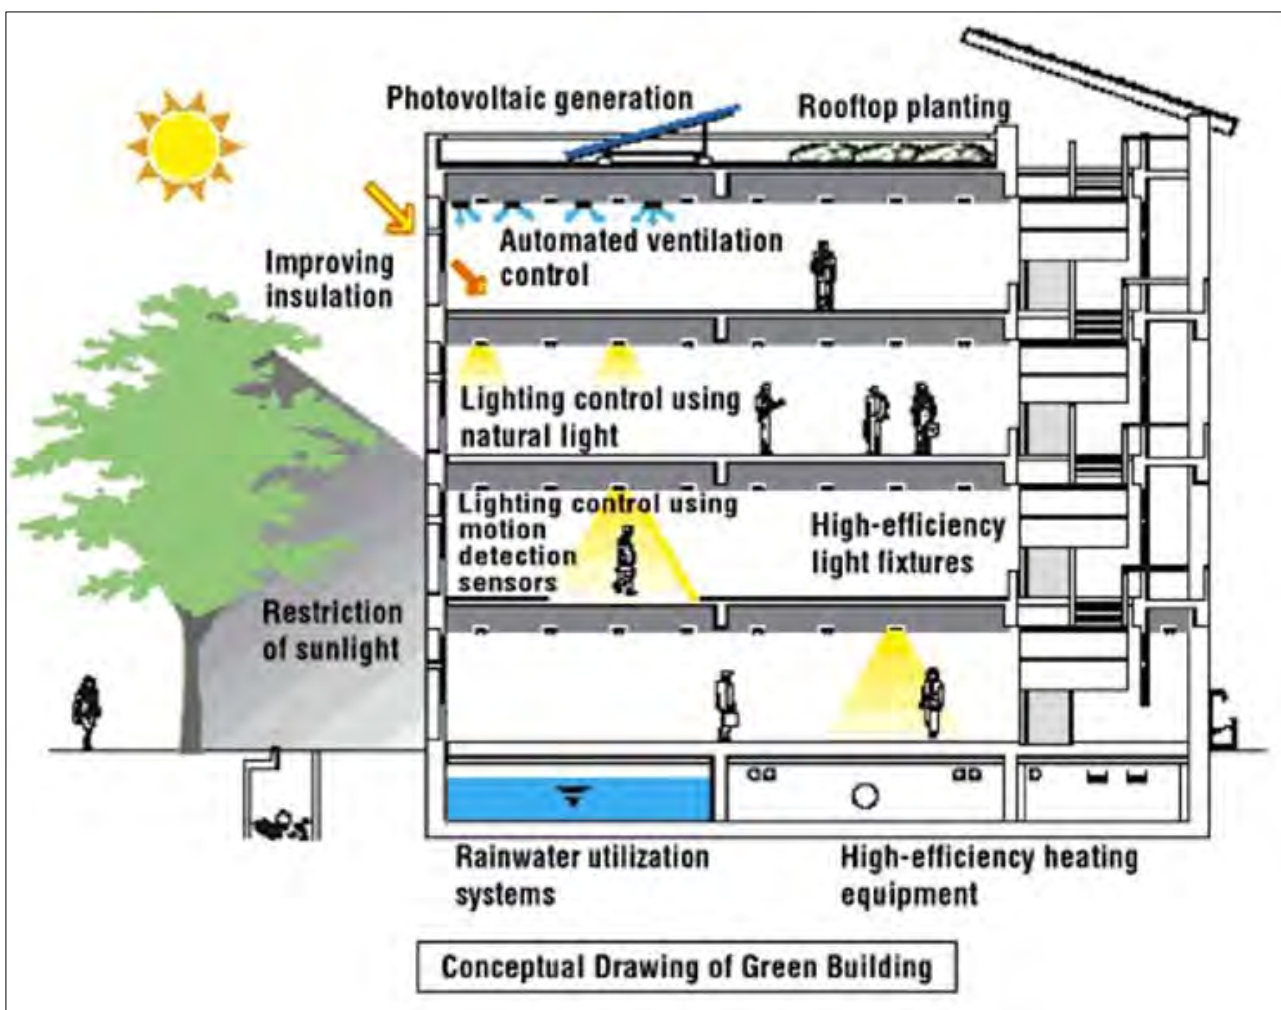 Photovoltaic generation
Rooftop planting
Automated ventilation
control
Improving
insulation
Lighting control using
natural light
Lighting control using
motion
detection
sensors
High-efficiency
light fixtures
Restriction
of sunlight
Rainwater utilization
systems
High-efficiency heating
equipment
Conceptual Drawing of Green Building